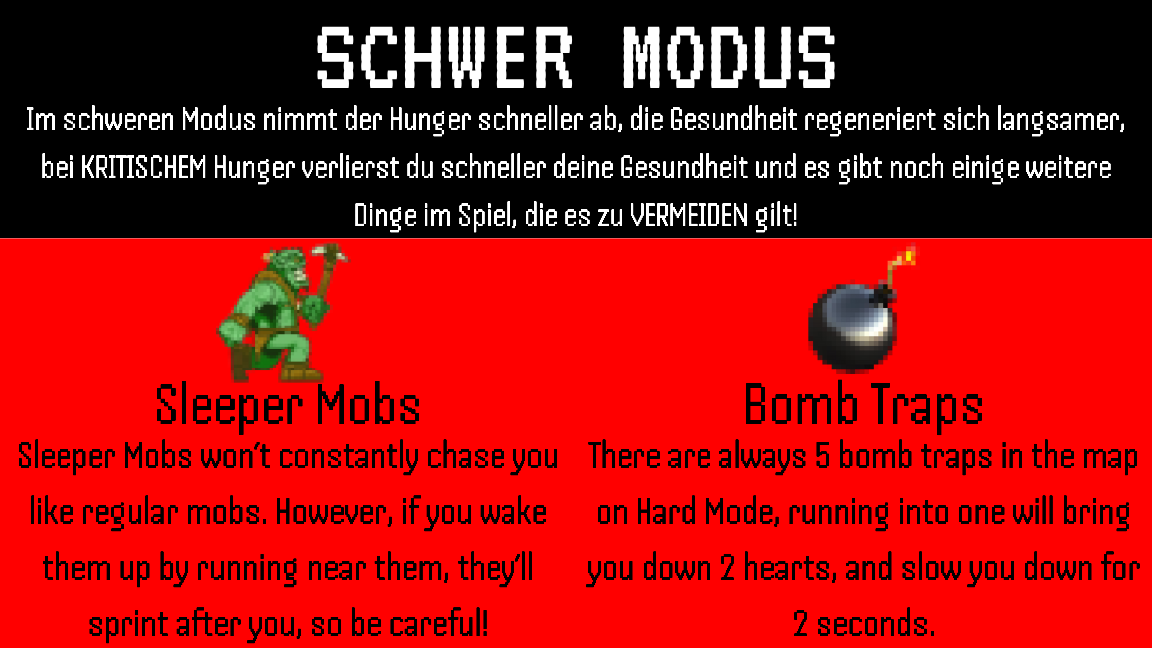 SCHWER MODUS
Im schweren Modus nimmt der Hunger schneller ab, die Gesundheit regeneriert sich langsamer,
bei KRITISCHEM Hunger verlierst du schneller deine Gesundheit und es gibt noch einige weitere
Dinge im Spiel, die es zu VERMEIDEN gilt!
Sleeper Mobs
Sleeper Mobs won't constantly chase you
like regular mobs. However, if you wake
them up by running near them, they'll
sprint after you, so be careful!
Bomb Traps
There are always 5 bomb traps in the map
on Hard Mode, running into one will bring
you down 2 hearts, and slow you down for
2 seconds.